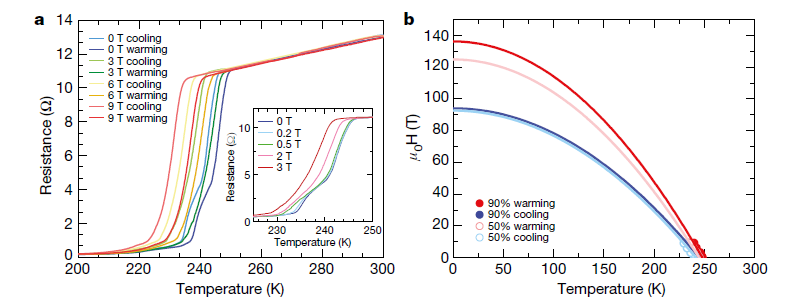 a
14
12
10
8
6
4
2
0
Resistance (Ω)
0 T cooling
0 T warming
3 T cooling
3 T warming
6 T cooling
6 T warming
9 T cooling
9 T warming
10
5
0
Resistance (Ω)
0 T
0.2 T
0.5 T
2 T
3 T
230 240 250
Temperature (K)
200 220 240 260 280 300
Temperature (K)
b
140
120
100
80
60
40
20
0
μ0H (T)
90% warming
90% cooling
50% warming
50% cooling
0 50 100 150 200 250 300
Temperature (K)